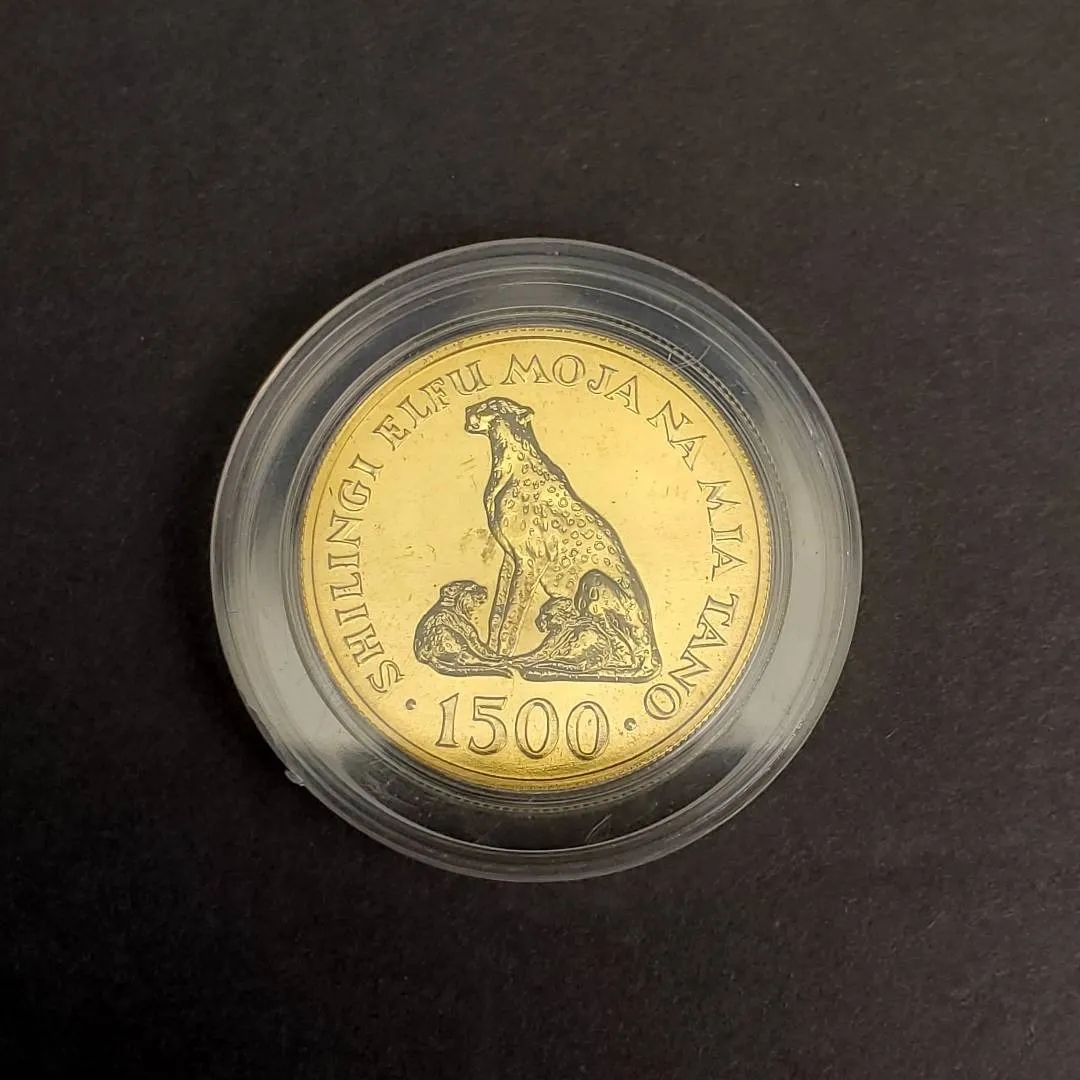 SHILINGI ELFU MOJA NA MIA TANO
· 1500 ·